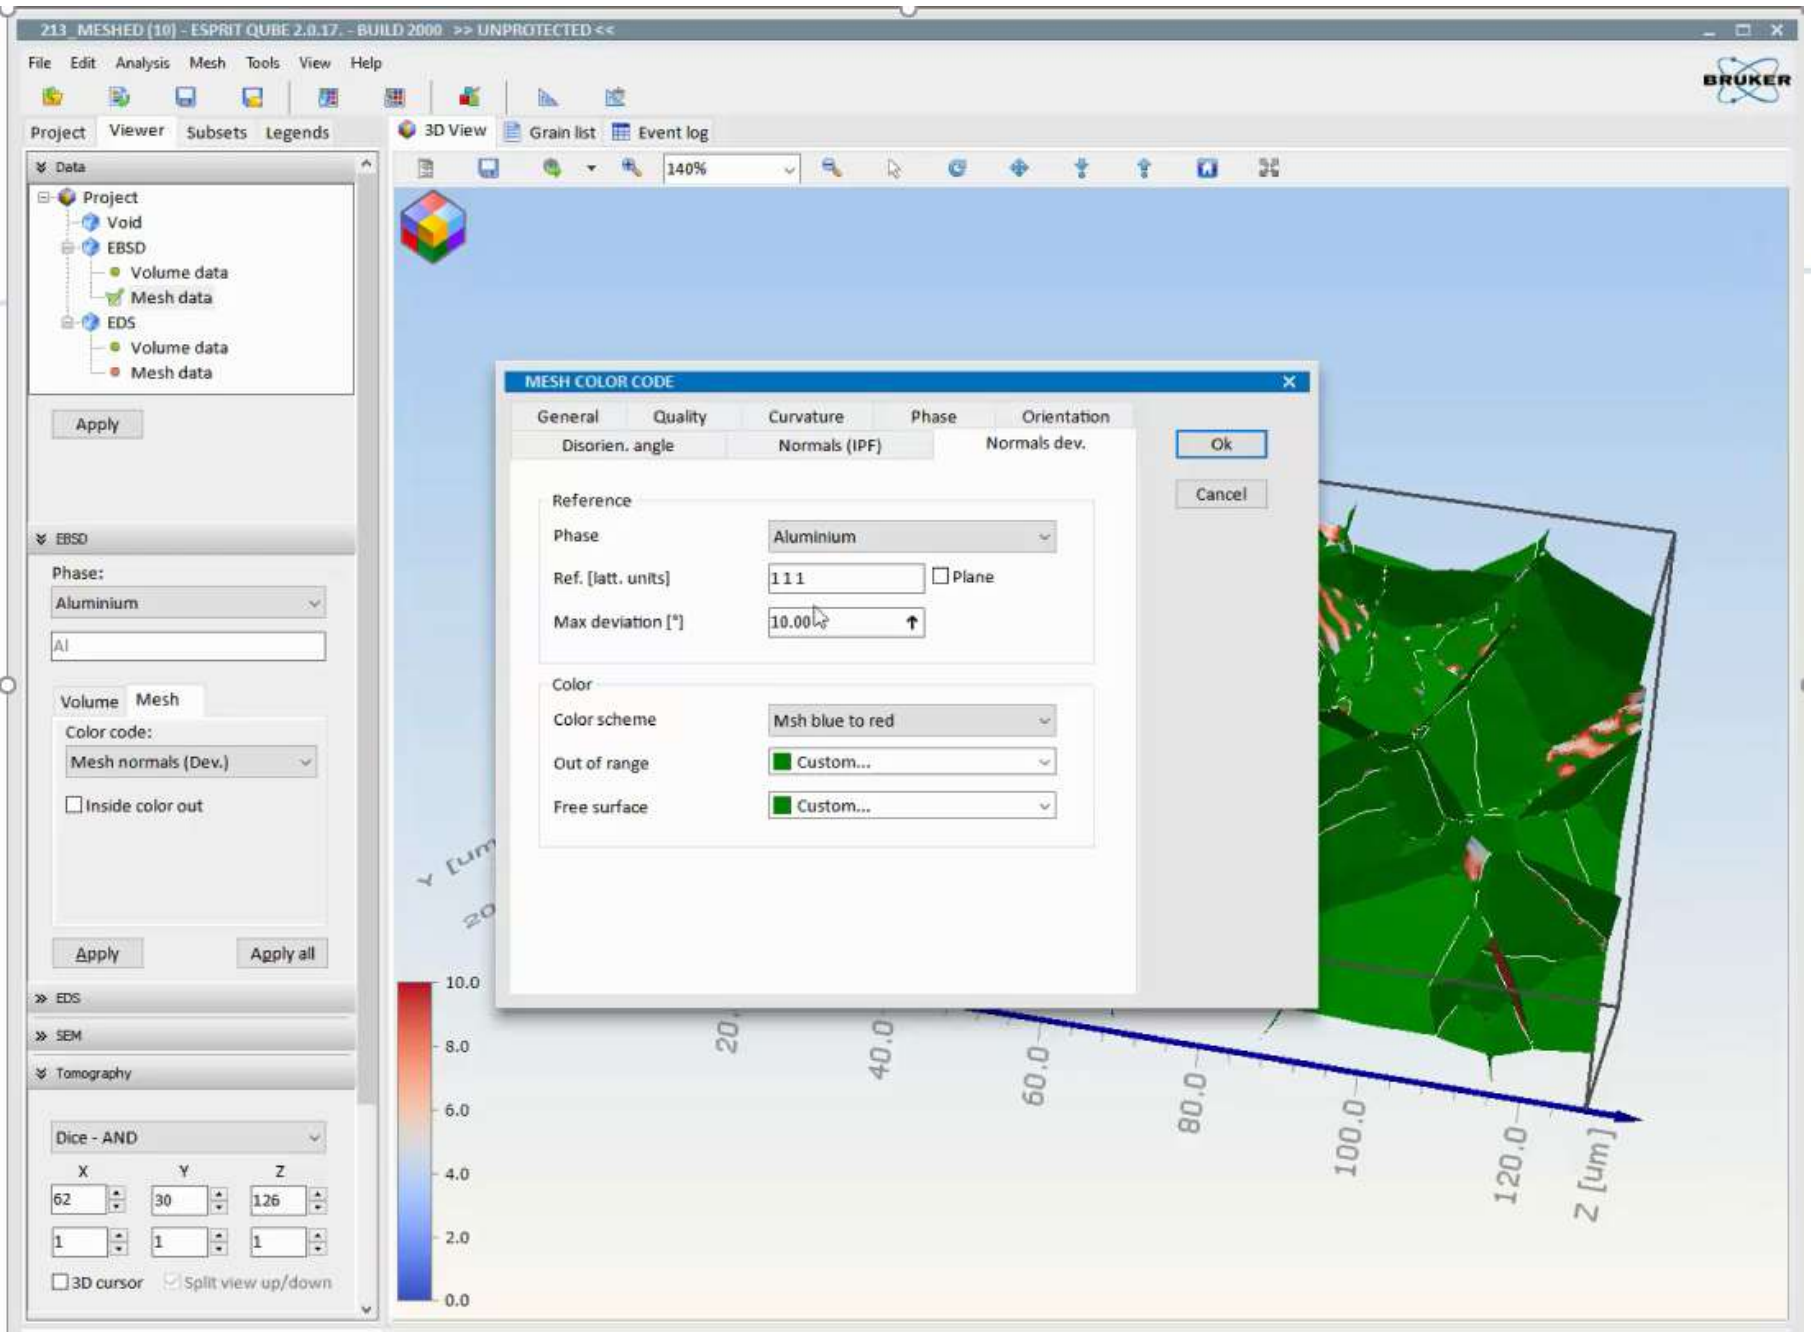 213_MESHED (10) - ESPRIT QUBE 2.0.17. - BUILD 2000 >> UNPROTECTED <<
File Edit Analysis Mesh Tools View Help
BRUKER
Project Viewer Subsets Legends
3D View Grain list Event log
Data
140%
Project
Void
EBSD
Volume data
Mesh data
EDS
Volume data
Mesh data
Apply
EBSD
Phase:
Aluminium
Al
Volume Mesh
Color code:
Mesh normals (Dev.)
Inside color out
Apply Apply all
EDS
SEM
Tomography
Dice - AND
X Y Z
62 30 126
1 1 1
3D cursor Split view up/down
MESH COLOR CODE
General Quality Curvature Phase Orientation
Disorien. angle Normals (IPF) Normals dev.
Ok
Cancel
Reference
Phase Aluminium
Ref. [latt. units] 1 1 1 Plane
Max deviation [°] 10.00
Color
Color scheme Msh blue to red
Out of range Custom...
Free surface Custom...
Y [um
20
10.0
8.0
6.0
4.0
2.0
0.0
20.
40.0
60.0
80.0
100.0
120.0
Z [um]